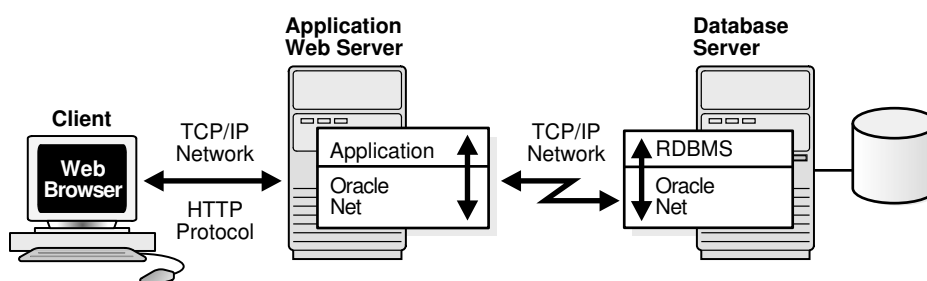 Application
Web Server
Database
Server
Client
TCP/IP
Network
HTTP
Protocol
Web
Browser
Application
Oracle
Net
TCP/IP
Network
RDBMS
Oracle
Net